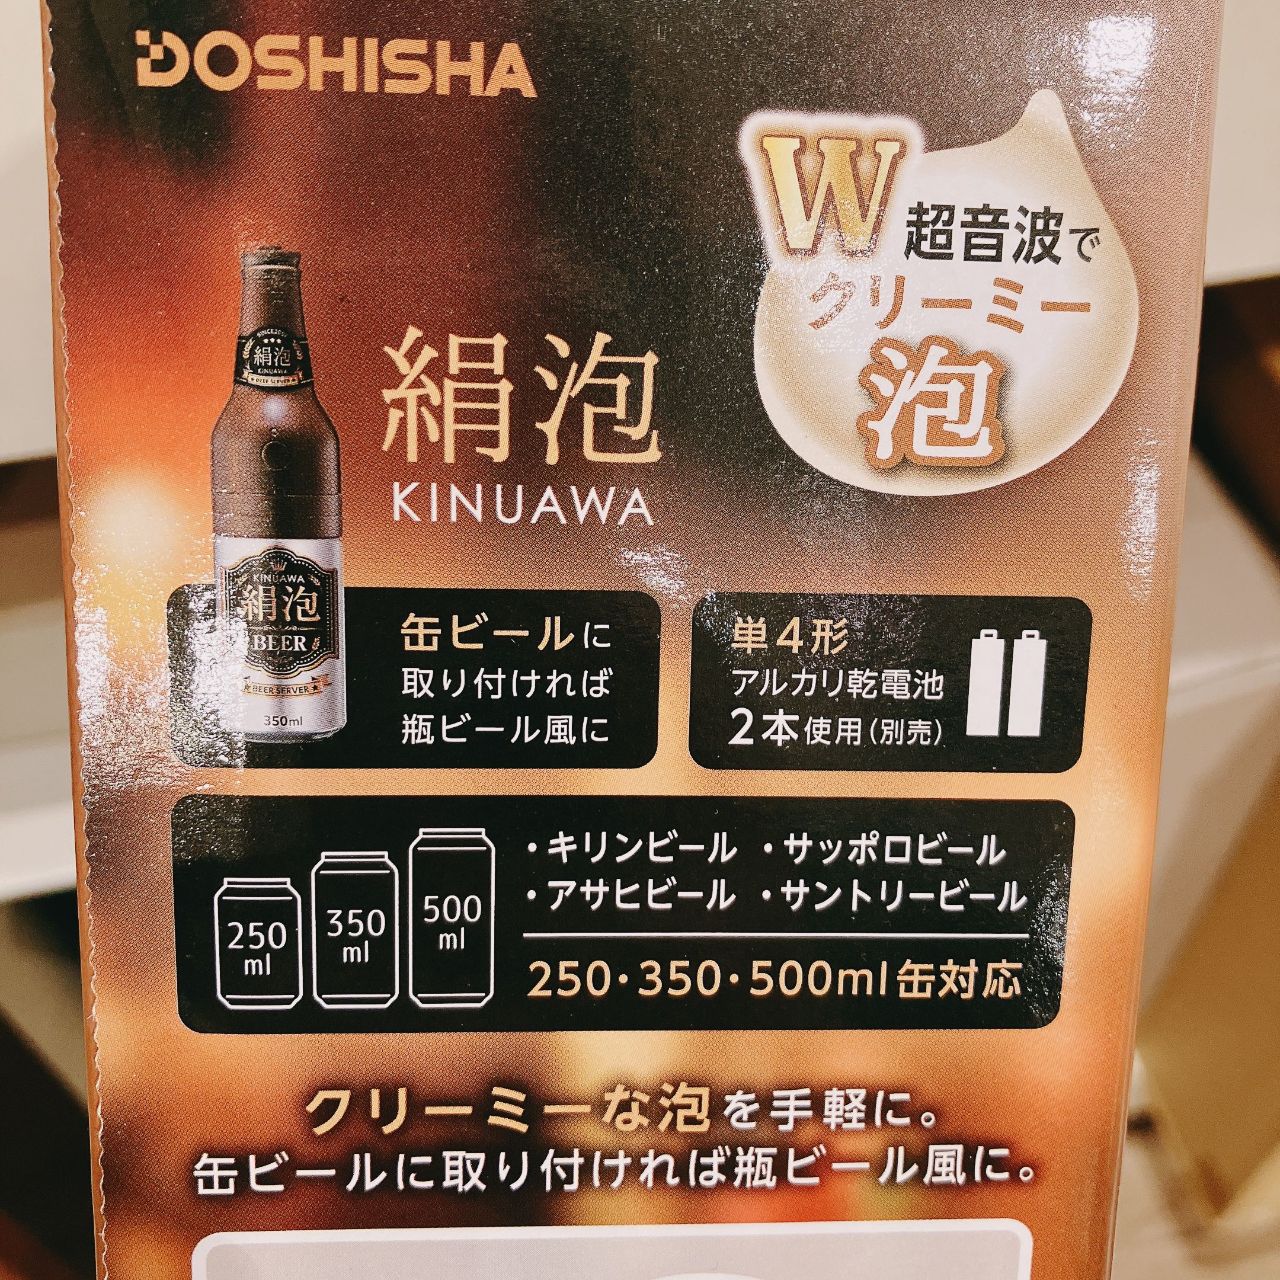 DOSHISHA
W超音波で
クリーミー
泡
絹泡
KINUAWA
絹泡
KINUAWA
BEER SERVER
KINUAWA
絹泡
BEER
BEER SERVER
350ml
缶ビールに
取り付ければ
瓶ビール風に
単4形
アルカリ乾電池
2本使用(別売)
250
ml
350
ml
500
ml
・キリンビール ・サッポロビール
・アサヒビール ・サントリービール
250・350・500ml缶対応
クリーミーな泡を手軽に。
缶ビールに取り付ければ瓶ビール風に。